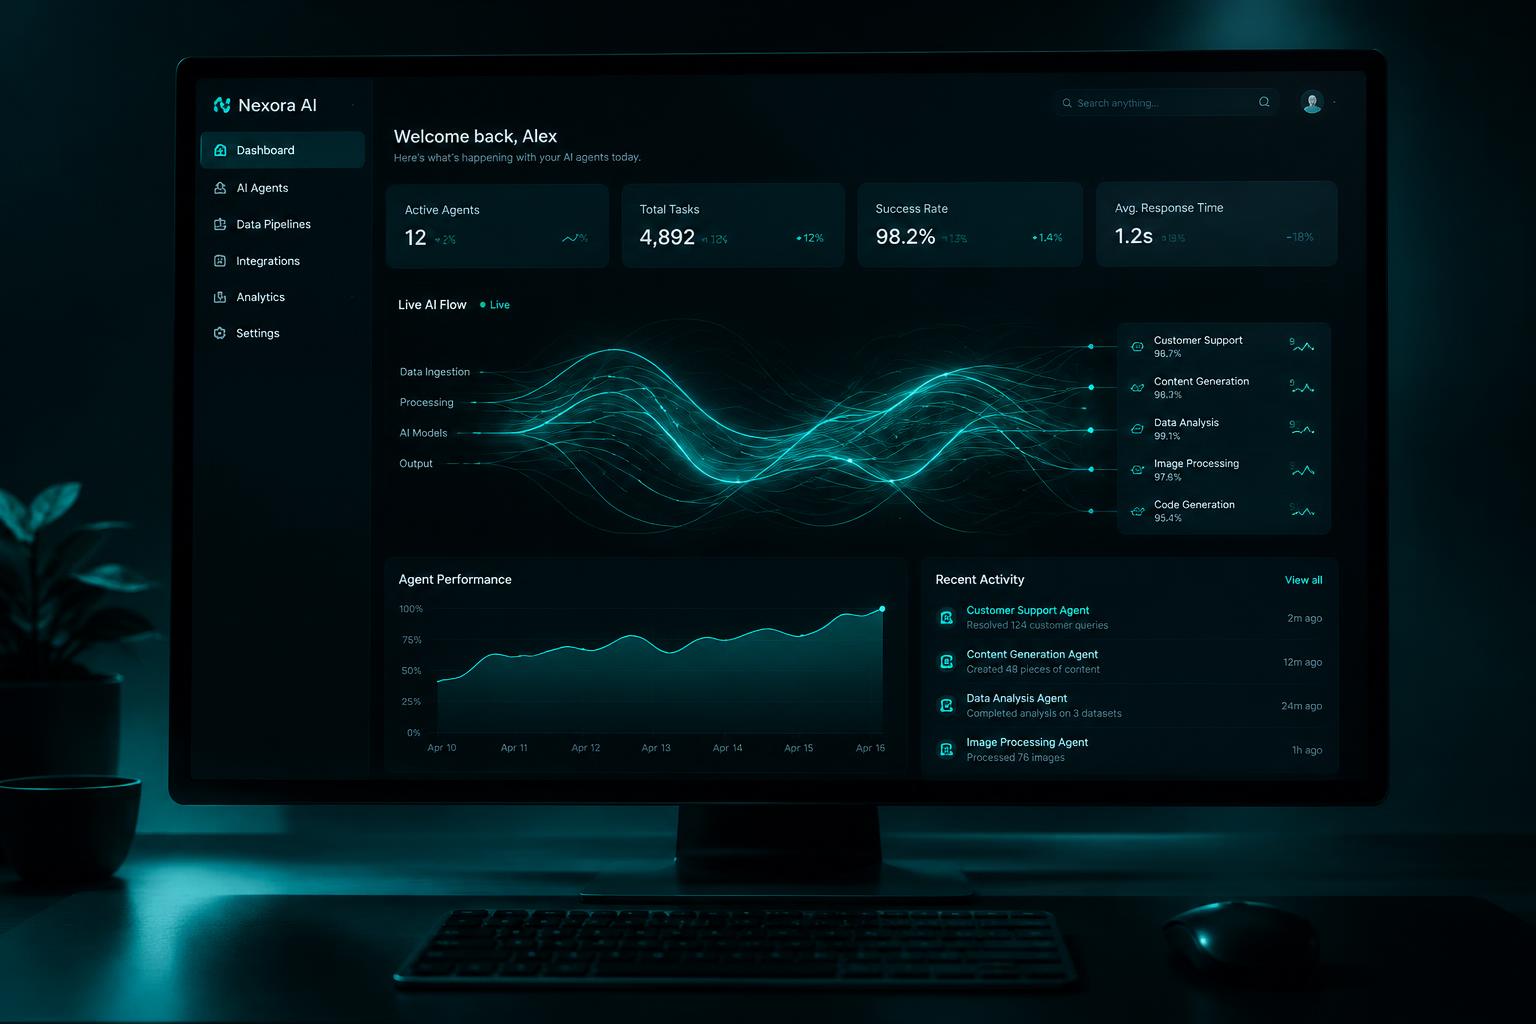 Nexora AI
Search anything...
Dashboard
AI Agents
Data Pipelines
Integrations
Analytics
Settings
Welcome back, Alex
Here's what's happening with your AI agents today.
Active Agents
12
Total Tasks
4,892
+12%
Success Rate
98.2%
+1.4%
Avg. Response Time
1.2s
-18%
Live AI Flow
Live
Data Ingestion
Processing
AI Models
Output
Customer Support
98.7%
Content Generation
Data Analysis
99.1%
Image Processing
97.8%
Code Generation
95.4%
Agent Performance
100%
75%
50%
25%
0%
Apr 10 Apr 11 Apr 12 Apr 13 Apr 14 Apr 15 Apr 16
Recent Activity
View all
Customer Support Agent
Resolved 124 customer queries
2m ago
Content Generation Agent
Created 48 pieces of content
12m ago
Data Analysis Agent
Completed analysis on 3 datasets
24m ago
Image Processing Agent
Processed 76 images
1h ago